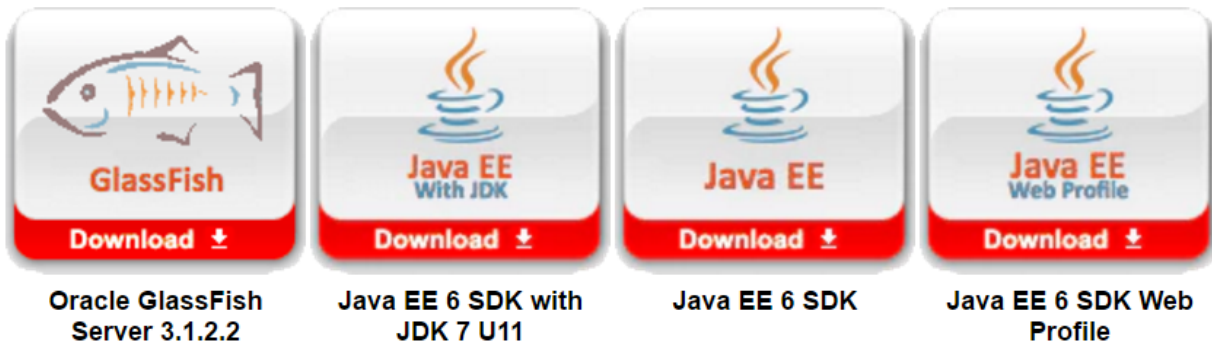 GlassFish
Download
Oracle GlassFish
Server 3.1.2.2
Java EE
With JDK
Download
Java EE 6 SDK with
JDK 7 U11
Java EE
Download
Java EE 6 SDK
Java EE
Web Profile
Download
Java EE 6 SDK Web
Profile